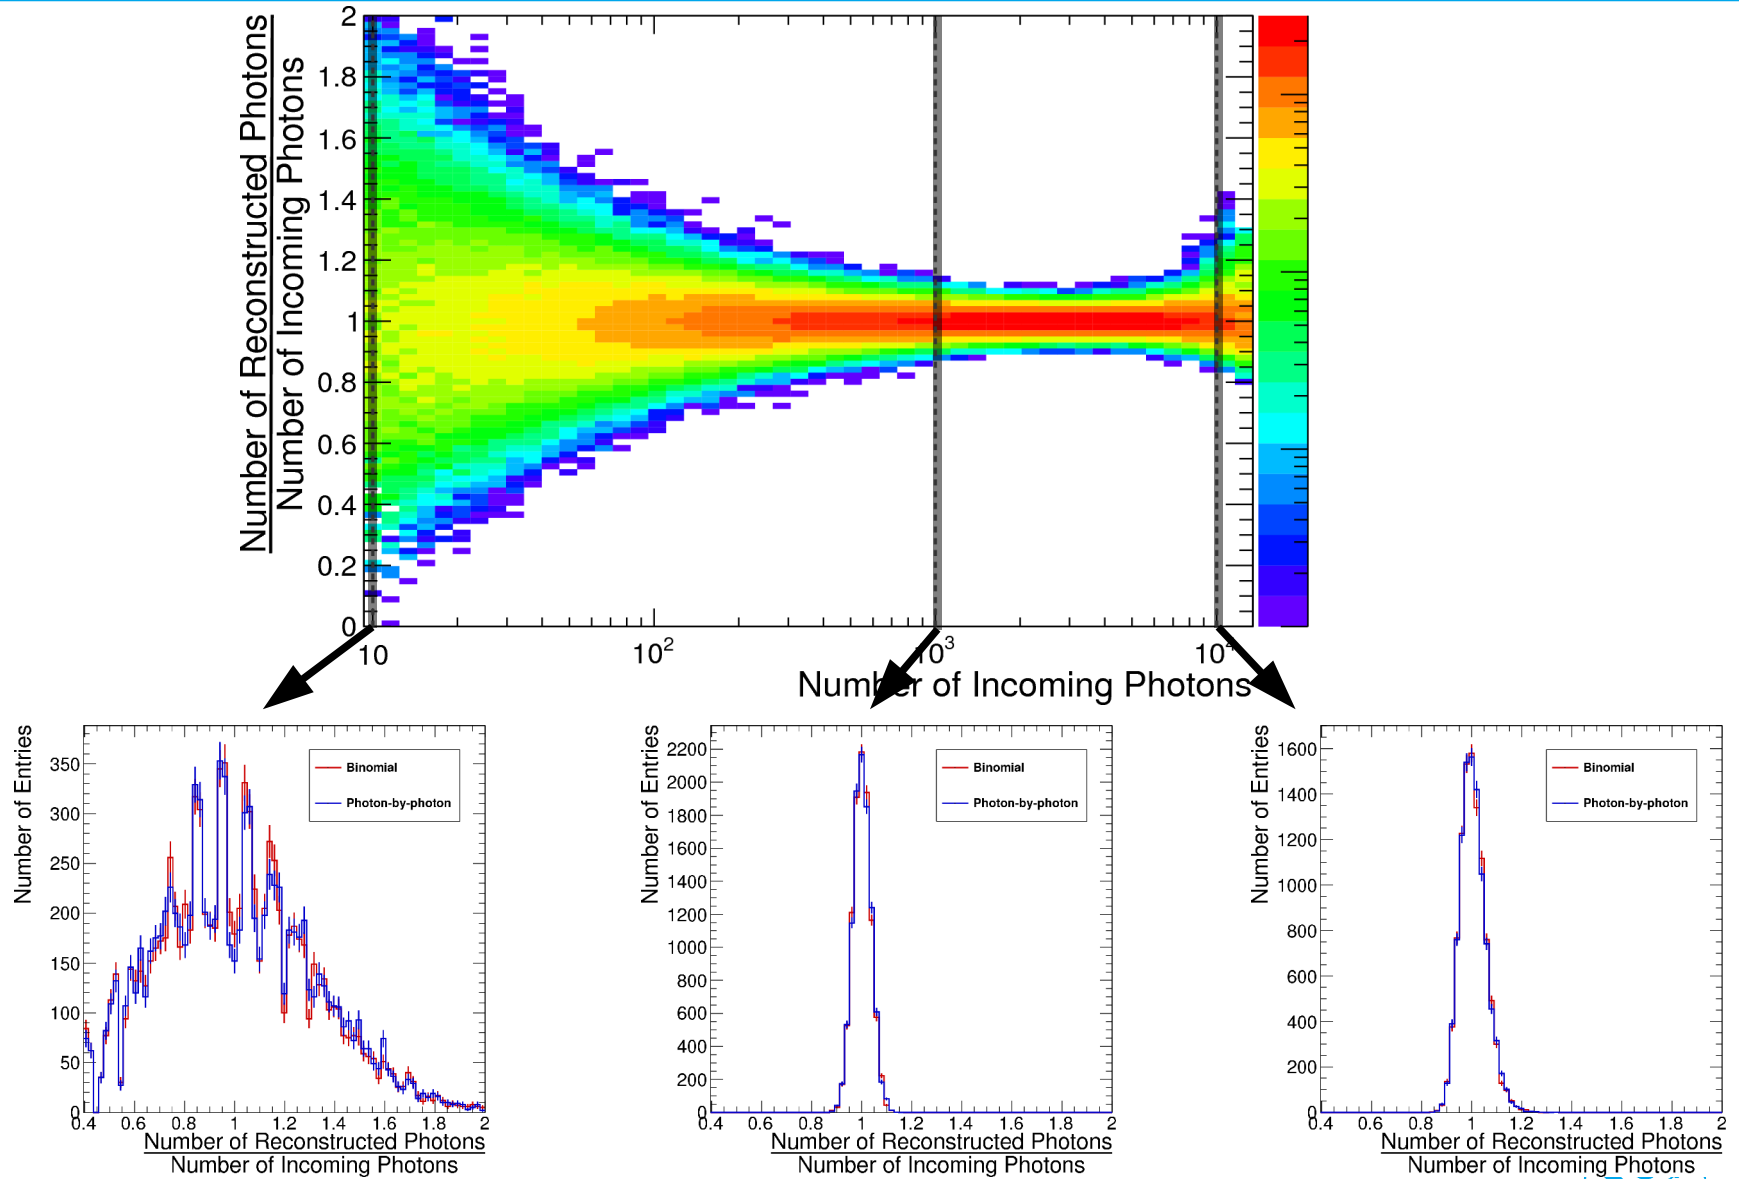 Number of Reconstructed Photons
Number of Incoming Photons
2
1.8
1.6
1.4
1.2
1
0.8
0.6
0.4
0.2
0
10
10²
10³
10⁴
Number of Incoming Photons
Number of Entries
350
300
250
200
150
100
50
0
0.4 0.6 0.8 1 1.2 1.4 1.6 1.8 2
Binomial
Photon-by-photon
Number of Reconstructed Photons
Number of Incoming Photons
Number of Entries
2200
2000
1800
1600
1400
1200
1000
800
600
400
200
0
0.4 0.6 0.8 1 1.2 1.4 1.6 1.8 2
Binomial
Photon-by-photon
Number of Reconstructed Photons
Number of Incoming Photons
Number of Entries
1600
1400
1200
1000
800
600
400
200
0
0.4 0.6 0.8 1 1.2 1.4 1.6 1.8 2
Binomial
Photon-by-photon
Number of Reconstructed Photons
Number of Incoming Photons